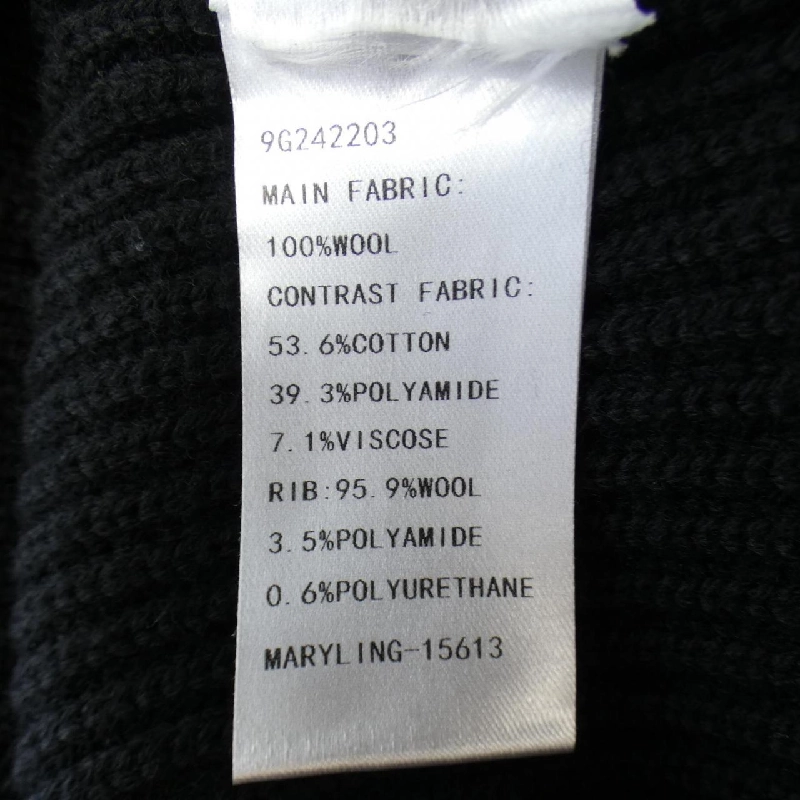 9G242203
MAIN FABRIC:
100%WOOL
CONTRAST FABRIC:
53.6%COTTON
39.3%POLYAMIDE
7.1%VISCOSE
RIB:95.9%WOOL
3.5%POLYAMIDE
0.6%POLYURETHANE
MARYLING-15613